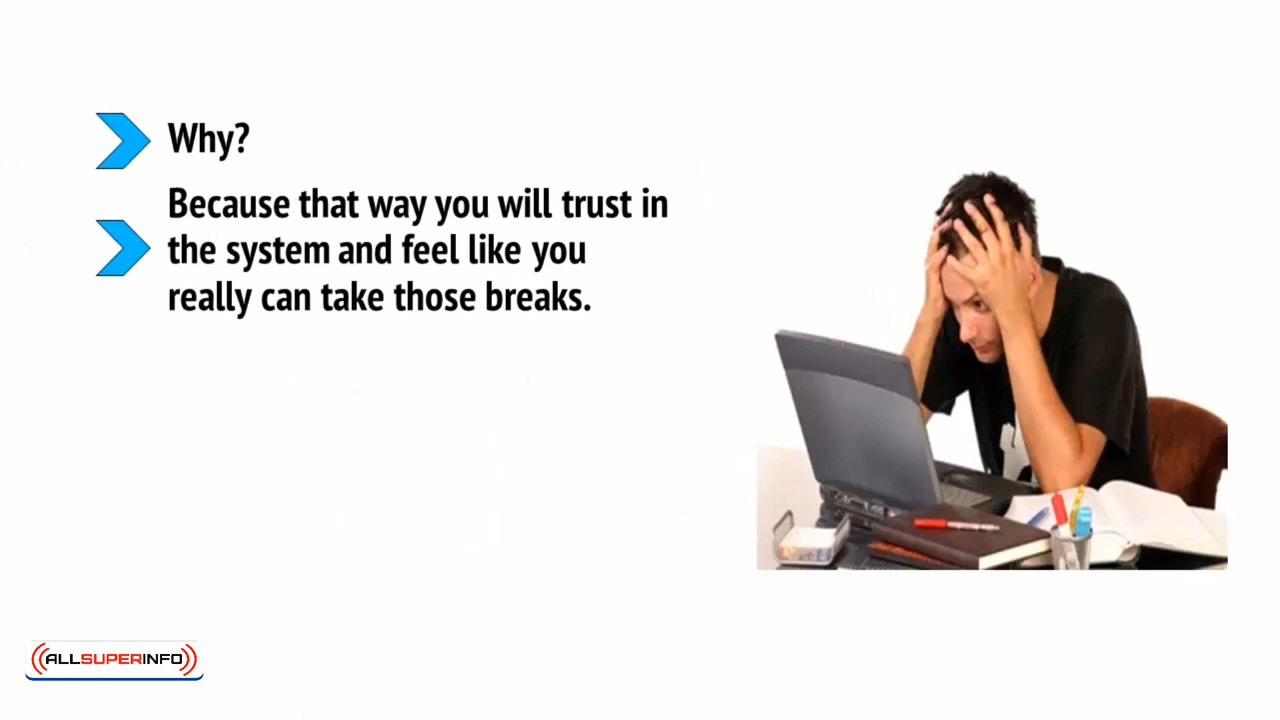 Why?
Because that way you will trust in
the system and feel like you
really can take those breaks.
ALLSUPERINFO